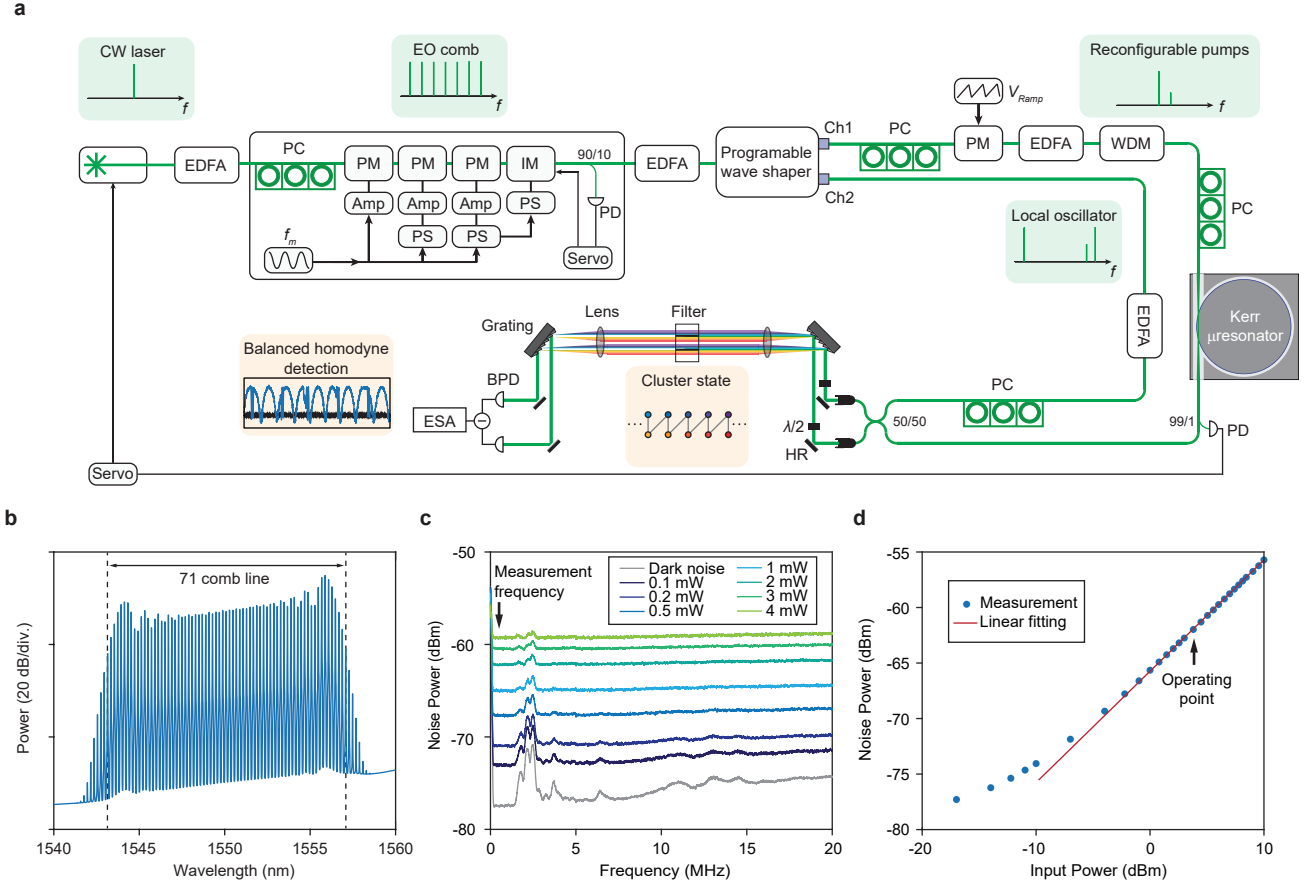 a
CW laser
f
EO comb
f
Reconfigurable pumps
f
V_Ramp
EDFA
PC
PM
PM
PM
IM
90/10
EDFA
Programable
wave shaper
Ch1
Ch2
PC
PM
EDFA
WDM
Amp
Amp
Amp
PS
PD
PS
PS
f_m
Servo
Local oscillator
f
PC
EDFA
Kerr
μresonator
Grating
Lens
Filter
Balanced homodyne
detection
BPD
ESA
Cluster state
λ/2
HR
50/50
PC
99/1
PD
Servo
b
Power (20 dB/div.)
71 comb line
1540
1545
1550
1555
1560
Wavelength (nm)
c
Noise Power (dBm)
-50
-60
-70
-80
Measurement
frequency
Dark noise
0.1 mW
0.2 mW
0.5 mW
1 mW
2 mW
3 mW
4 mW
0
5
10
15
20
Frequency (MHz)
d
Noise Power (dBm)
-55
-60
-65
-70
-75
-80
Measurement
Linear fitting
Operating
point
-20
-10
0
10
Input Power (dBm)